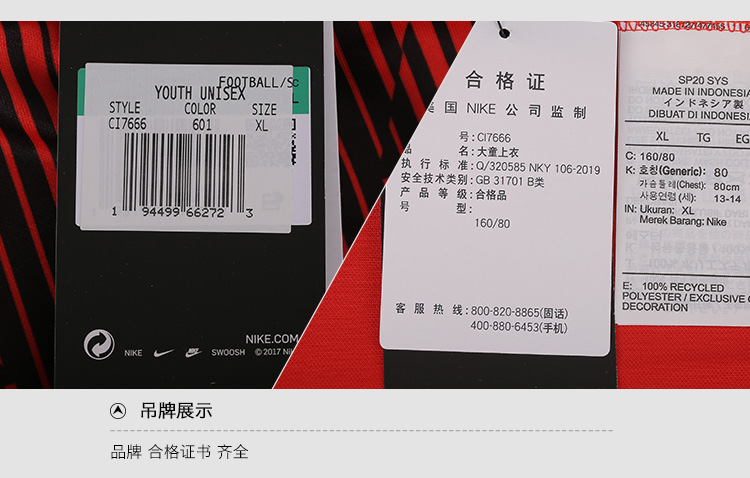 FOOTBALL/SC
YOUTH UNISEX
STYLE COLOR SIZE
CI7666 601 XL
1 94499 66272 3
NIKE.COM
NIKE SWOOSH © 2017 NIK
合格证
国 NIKE 公司监制
号:CI7666
品 名:大童上衣
执行标准:Q/320585 NKY 106-2019
安全技术类别:GB 31701 B类
产品等级:合格品
号 型:
160/80
客服热线:800-820-8865(固话)
400-880-6453(手机)
SP20 SYS
MADE IN INDONESIA
インドネシア製
DIBUAT DI INDONESIA
XL TG EG
C: 160/80
K: 호칭(Generic): 80
가슴둘레(Chest): 80cm
사용연령(세): 13-14
IN: Ukuran: XL
Merek Barang: Nike
E: 100% RECYCLED
POLYESTER / EXCLUSIVE O
DECORATION
吊牌展示
品牌 合格证书 齐全